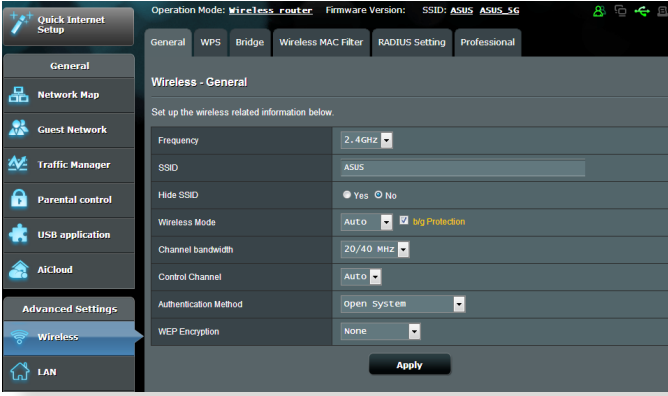 Quick Internet
Setup
Operation Mode: Wireless router Firmware Version: SSID: ASUS ASUS_5G
General WPS Bridge Wireless MAC Filter RADIUS Setting Professional
General
Network Map
Guest Network
Traffic Manager
Parental control
USB application
AiCloud
Advanced Settings
Wireless
LAN
Wireless - General
Set up the wireless related information below.
Frequency 2.4GHz
SSID ASUS
Hide SSID Yes No
Wireless Mode Auto b/g Protection
Channel bandwidth 20/40 MHz
Control Channel Auto
Authentication Method Open System
WEP Encryption None
Apply